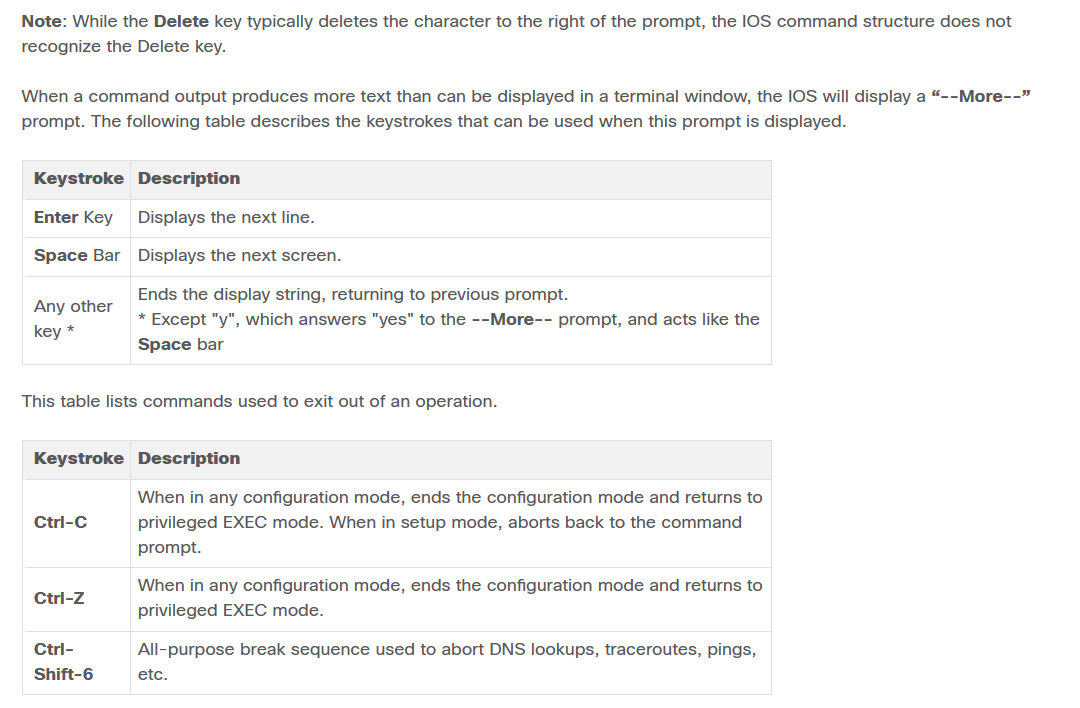 Note: While the Delete key typically deletes the character to the right of the prompt, the IOS command structure does not
recognize the Delete key.
When a command output produces more text than can be displayed in a terminal window, the IOS will display a “--More--”
prompt. The following table describes the keystrokes that can be used when this prompt is displayed.
Keystroke Description
Enter Key Displays the next line.
Space Bar Displays the next screen.
Any other
key *
Ends the display string, returning to previous prompt.
* Except "y", which answers "yes" to the --More-- prompt, and acts like the
Space bar
This table lists commands used to exit out of an operation.
Keystroke Description
Ctrl-C
When in any configuration mode, ends the configuration mode and returns to
privileged EXEC mode. When in setup mode, aborts back to the command
prompt.
Ctrl-Z
When in any configuration mode, ends the configuration mode and returns to
privileged EXEC mode.
Ctrl-
Shift-6
All-purpose break sequence used to abort DNS lookups, traceroutes, pings,
etc.